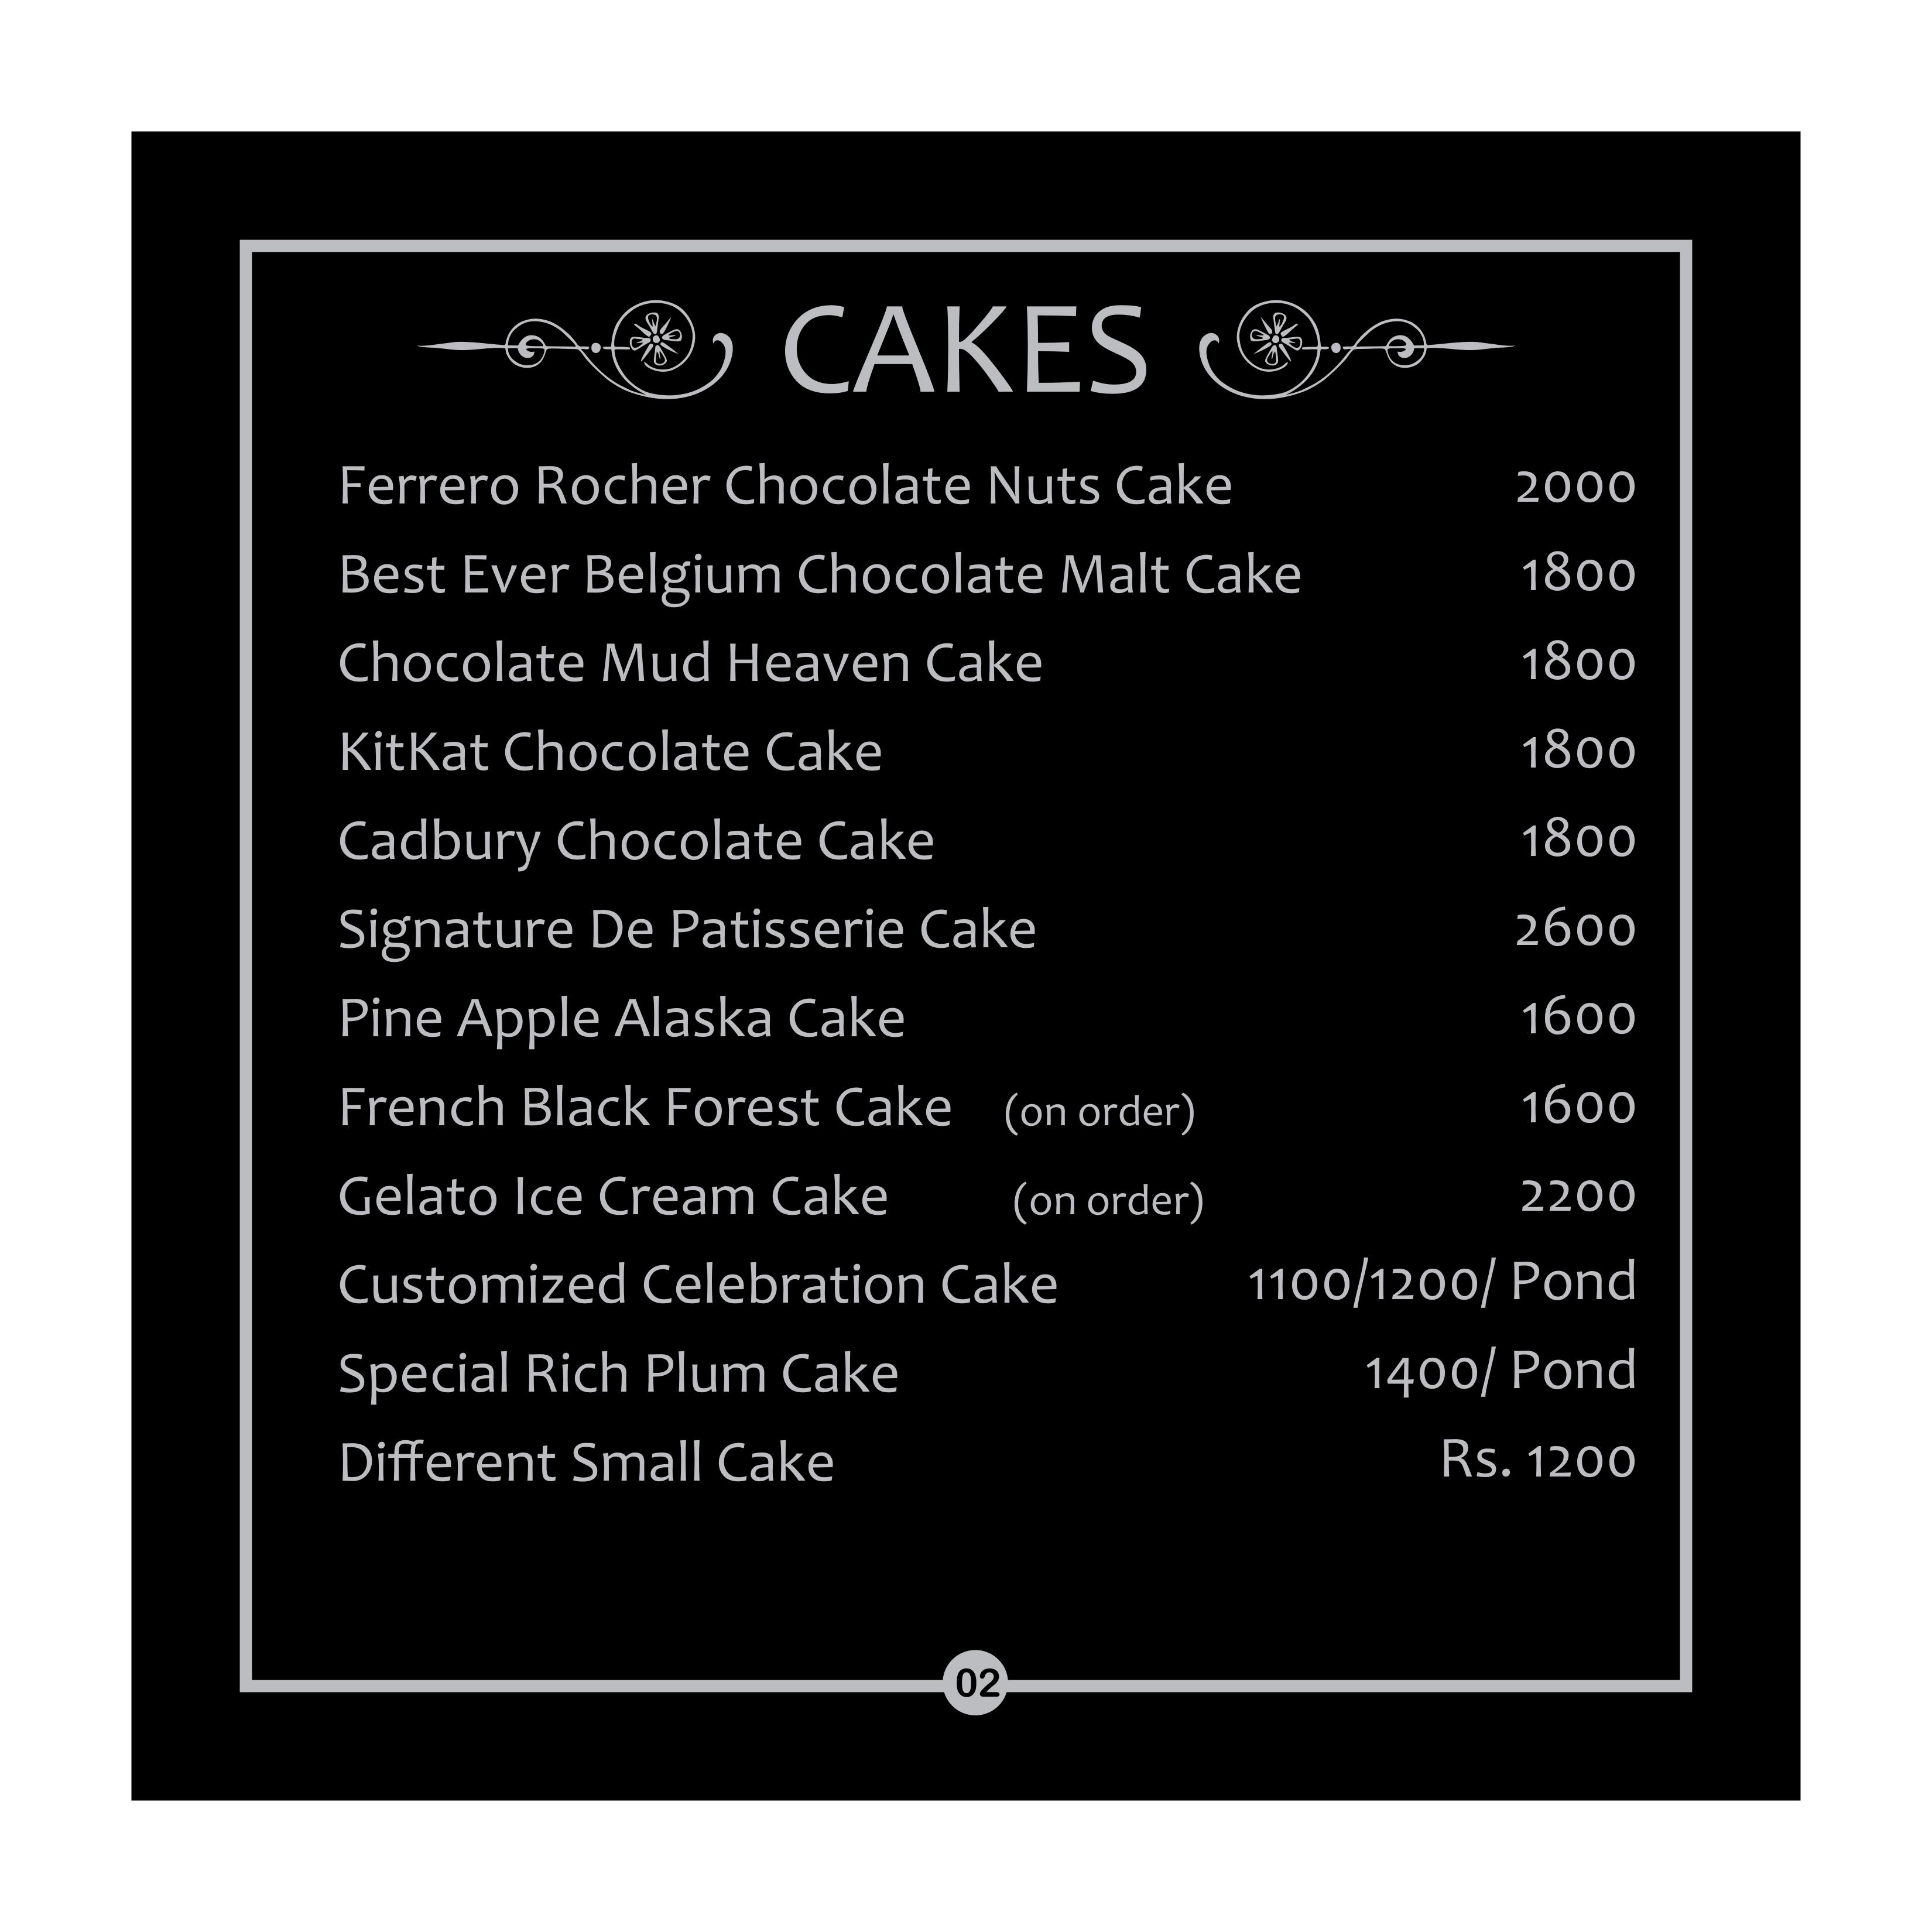 CAKES
Ferrero Rocher Chocolate Nuts Cake 2000
Best Ever Belgium Chocolate Malt Cake 1800
Chocolate Mud Heaven Cake 1800
KitKat Chocolate Cake 1800
Cadbury Chocolate Cake 1800
Signature De Patisserie Cake 2600
Pine Apple Alaska Cake 1600
French Black Forest Cake (on order) 1600
Gelato Ice Cream Cake (on order) 2200
Customized Celebration Cake 1100/1200/ Pond
Special Rich Plum Cake 1400/ Pond
Different Small Cake Rs. 1200
02